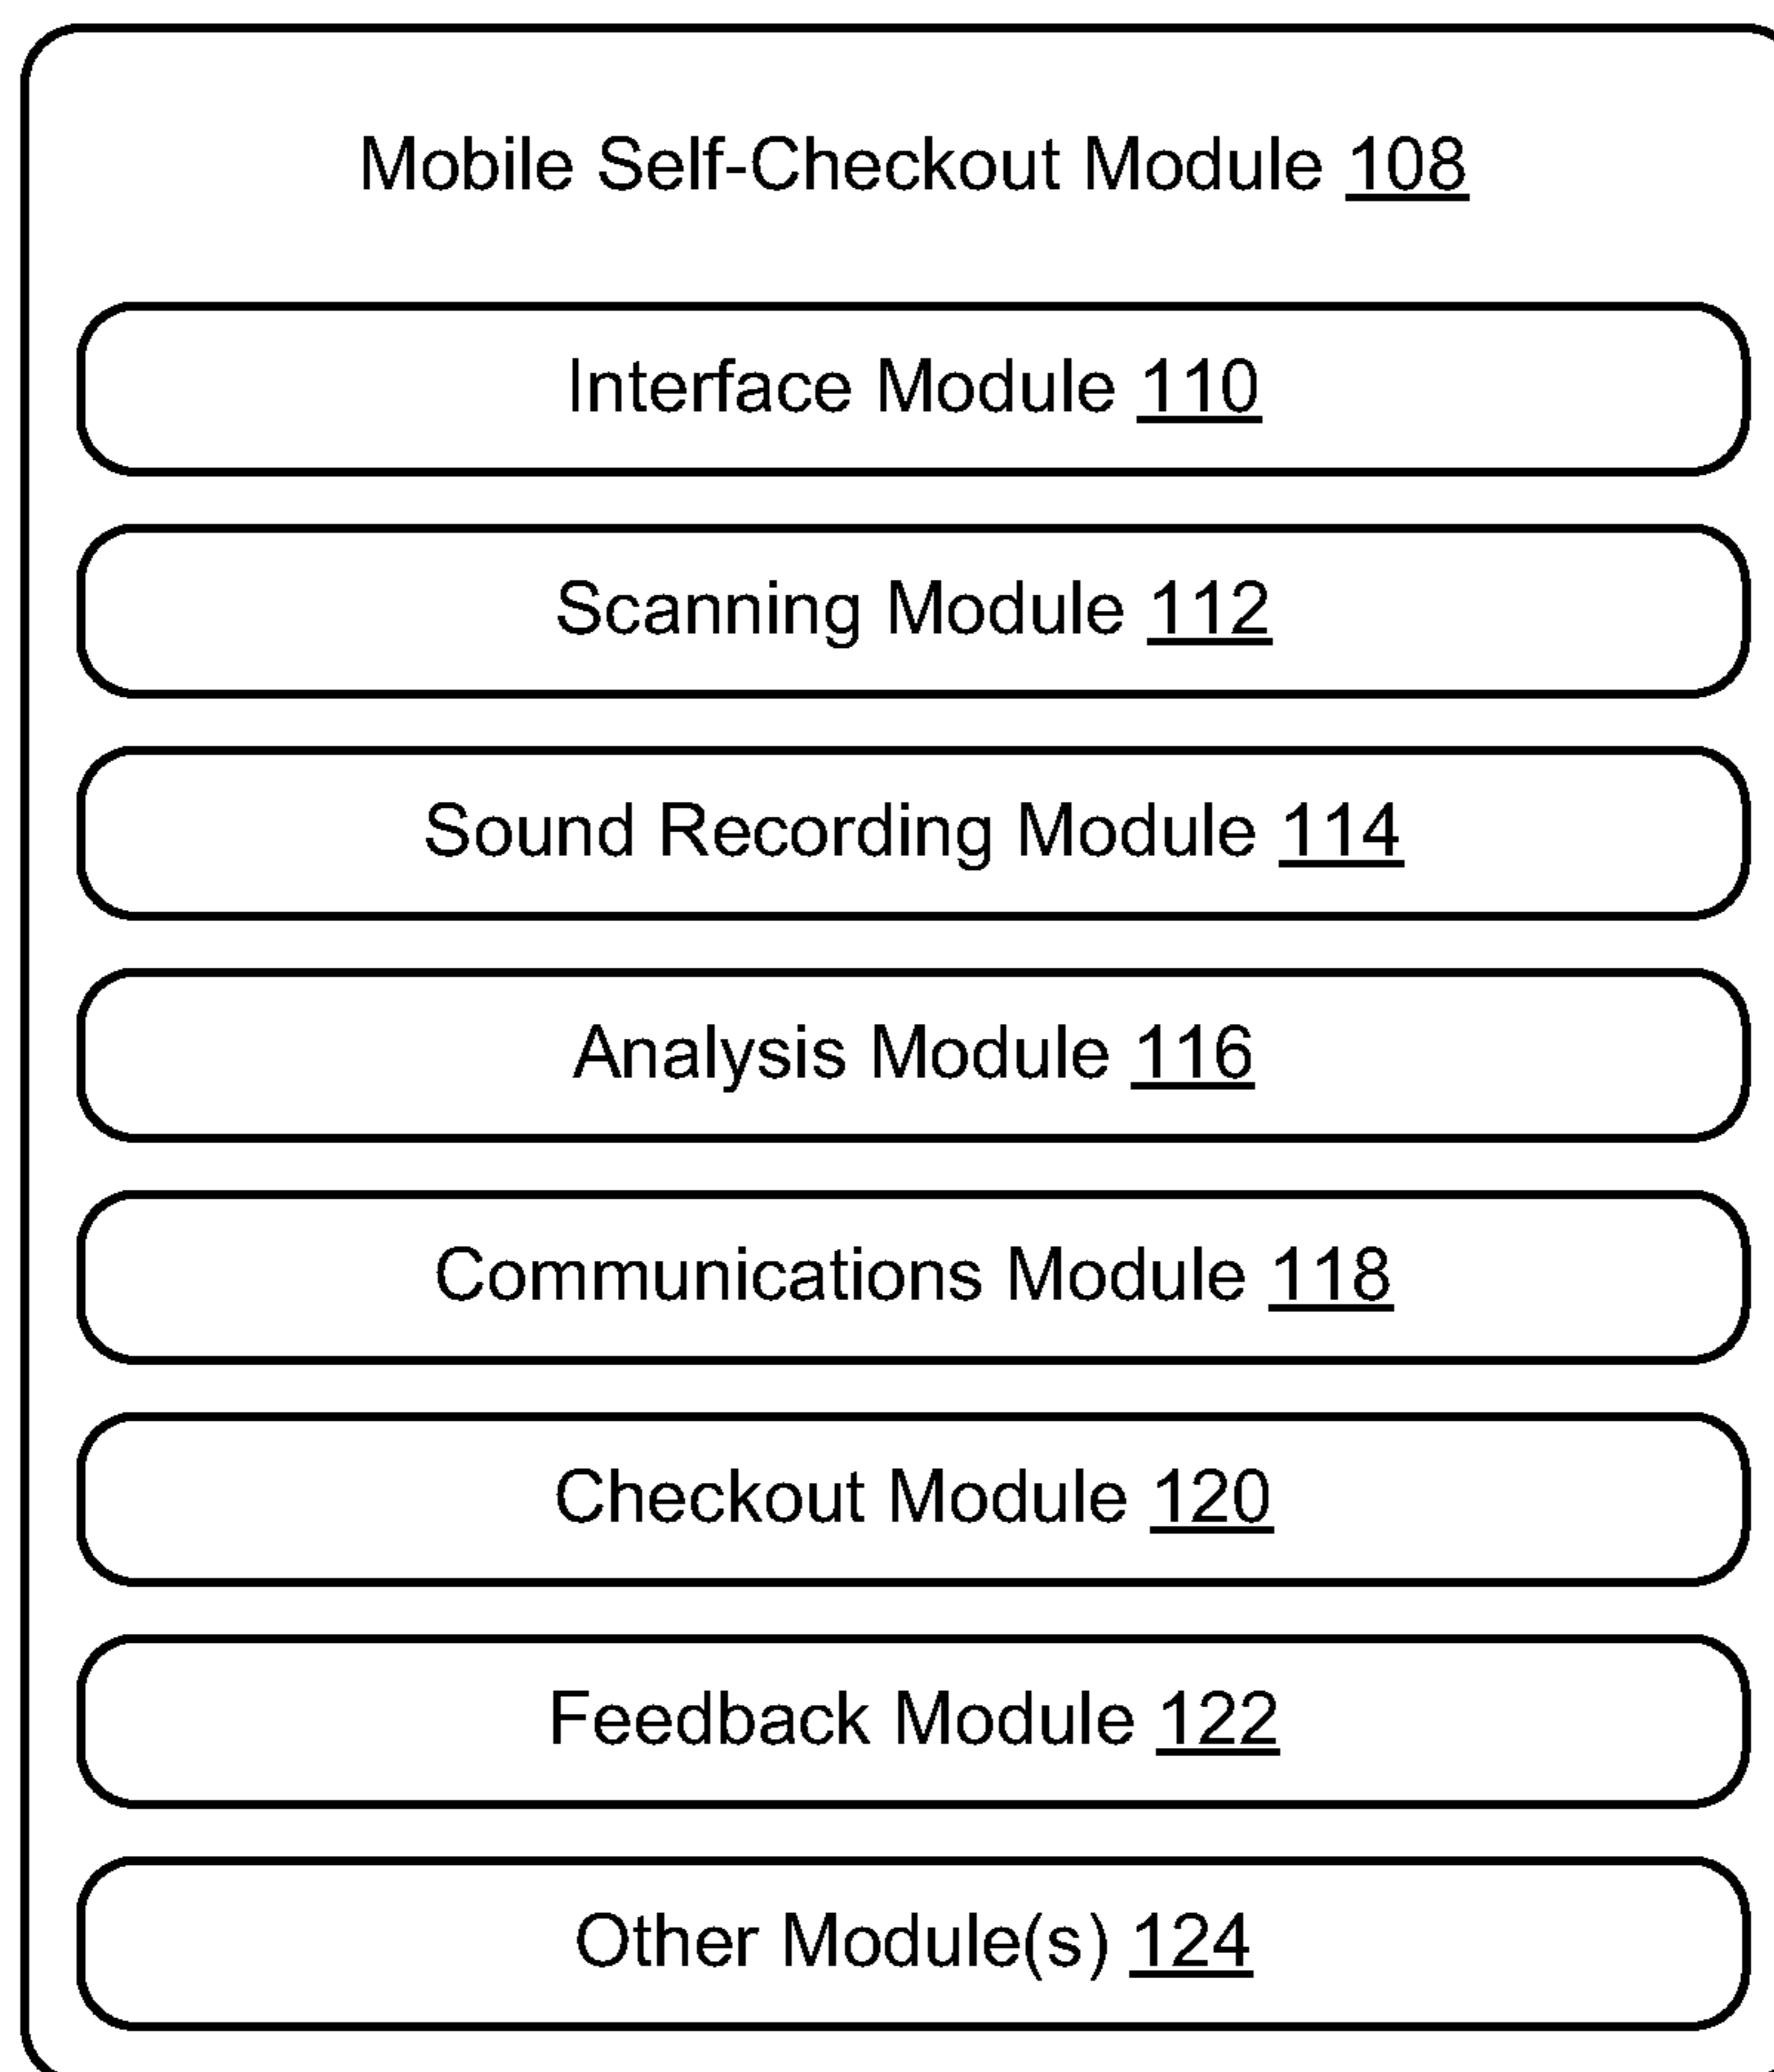 Mobile Self-Checkout Module 108
Interface Module 110
Scanning Module 112
Sound Recording Module 114
Analysis Module 116
Communications Module 118
Checkout Module 120
Feedback Module 122
Other Module(s) 124